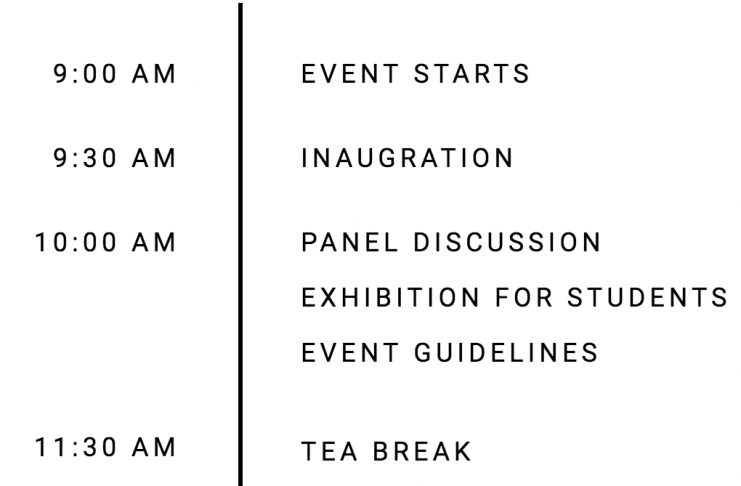 9:00 AM EVENT STARTS
9:30 AM INAUGRATION
10:00 AM PANEL DISCUSSION
EXHIBITION FOR STUDENTS
EVENT GUIDELINES
11:30 AM TEA BREAK